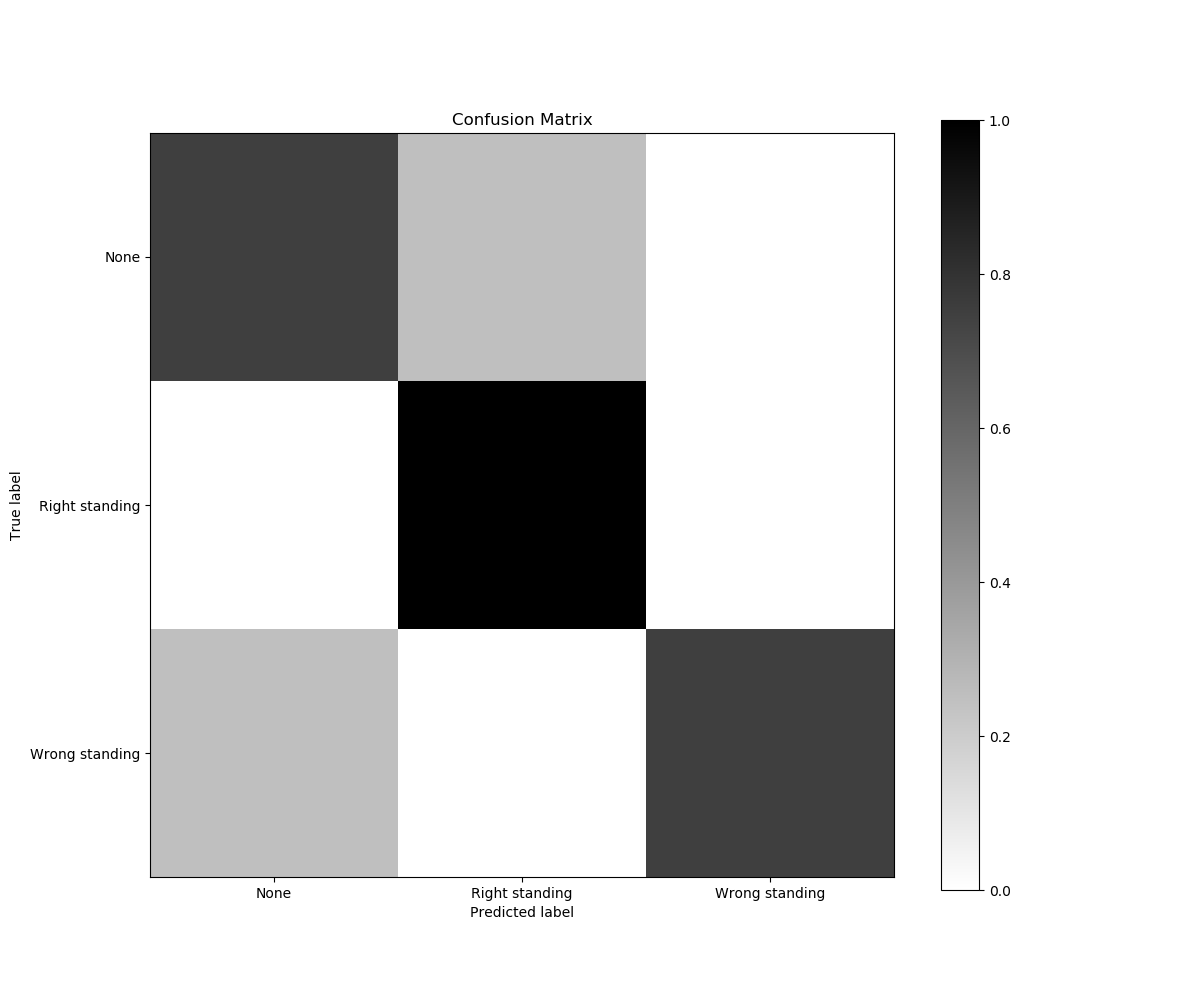 Confusion Matrix
True label
None
Right standing
Wrong standing
None Right standing Wrong standing
Predicted label
1.0
0.8
0.6
0.4
0.2
0.0